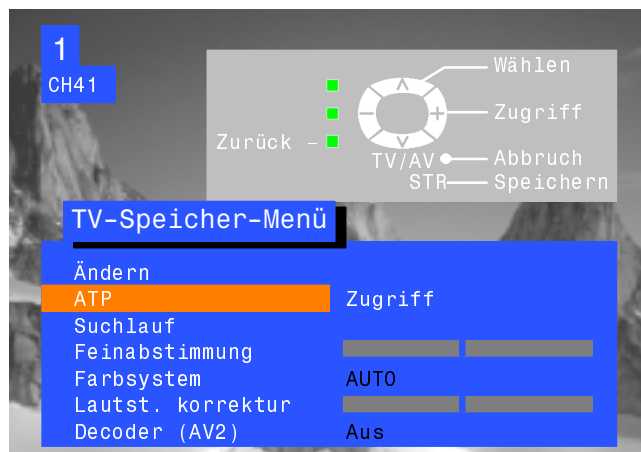 1
CH41
Wählen
Zugriff
Zurück –
TV/AV Abbruch
STR Speichern
TV-Speicher-Menü
Ändern
ATP Zugriff
Suchlauf
Feinabstimmung
Farbsystem AUTO
Lautst. korrektur
Decoder (AV2) Aus